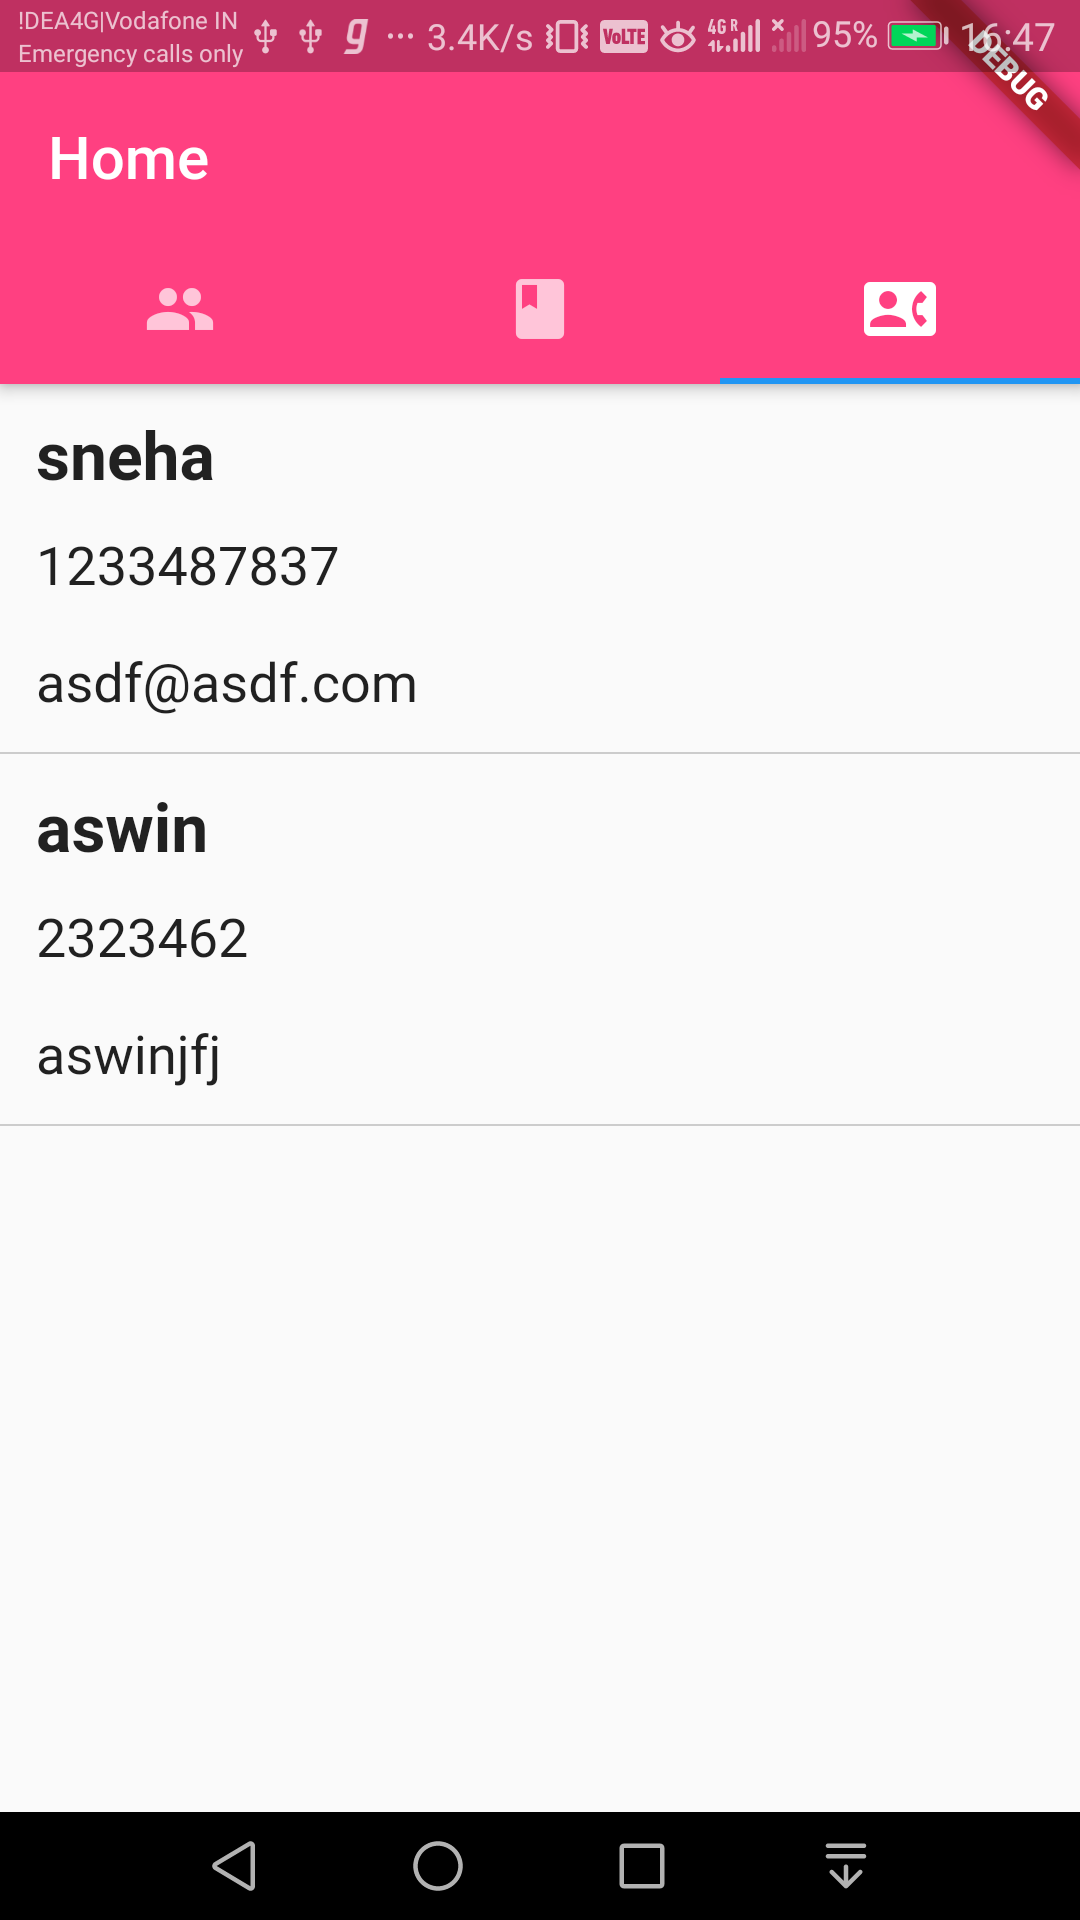 !DEA4G|Vodafone IN
Emergency calls only
g ... 3.4K/s VoLTE 4G R 95% 16:47
DEBUG
Home
sneha
1233487837
asdf@asdf.com
aswin
2323462
aswinjfj